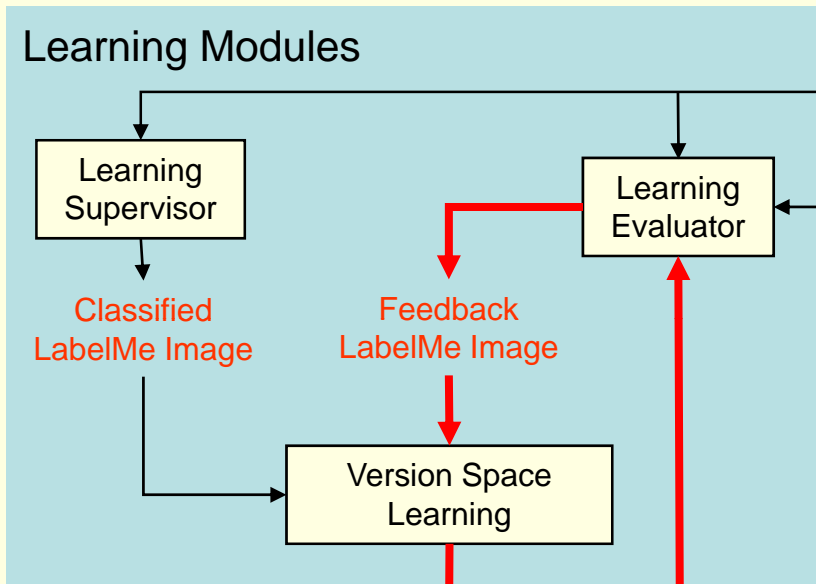 Learning Modules
Learning
Supervisor
Learning
Evaluator
Classified
LabelMe Image
Feedback
LabelMe Image
Version Space
Learning